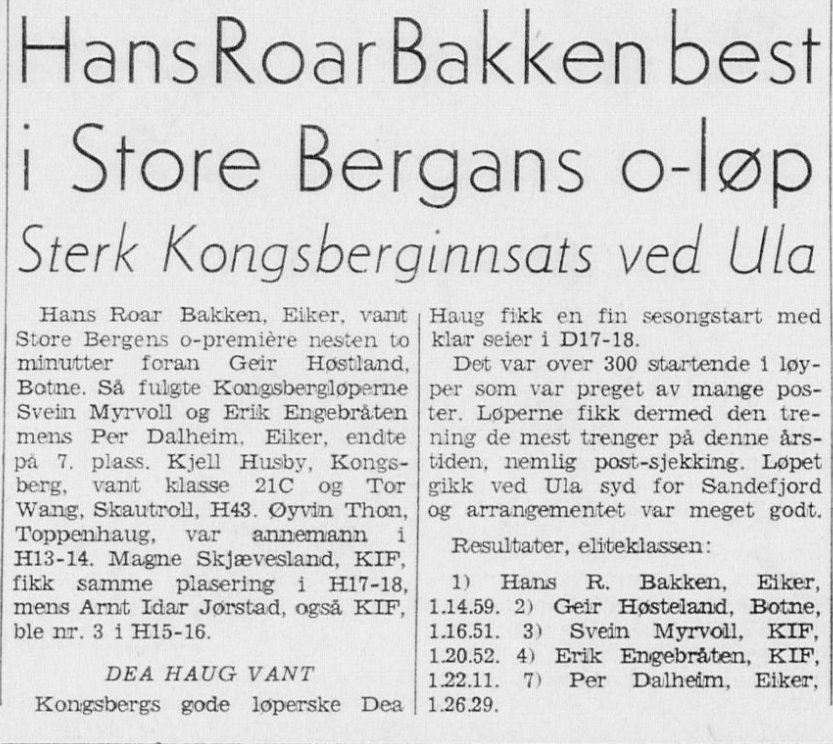 Hans Roar Bakken best
i Store Bergans o-løp
Sterk Kongsberginnsats ved Ula
Hans Roar Bakken, Eiker, vant
Store Bergens o-première nesten to
minutter foran Geir Høstland,
Botne. Så fulgte Kongsbergløperne
Svein Myrvoll og Erik Engebråten
mens Per Dalheim, Eiker, endte
på 7. plass. Kjell Husby, Kongs-
berg, vant klasse 21C og Tor
Wang, Skautroll, H43. Øyvin Thon,
Toppenhaug, var annemann i
H13-14. Magne Skjævesland, KIF,
fikk samme plasering i H17-18,
mens Arnt Idar Jørstad, også KIF,
ble nr. 3 i H15-16.
DEA HAUG VANT
Kongsbergs gode løperske Dea
Haug fikk en fin sesongstart med
klar seier i D17-18.
Det var over 300 startende i løy-
per som var preget av mange pos-
ter. Løperne fikk dermed den tre-
ning de mest trenger på denne års-
tiden, nemlig post-sjekking. Løpet
gikk ved Ula syd for Sandefjord
og arrangementet var meget godt.
Resultater, eliteklassen:
1) Hans R. Bakken, Eiker,
1.14.59. 2) Geir Høsteland, Botne,
1.16.51. 3) Svein Myrvoll, KIF,
1.20.52. 4) Erik Engebråten, KIF,
1.22.11. 7) Per Dalheim, Eiker,
1.26.29.